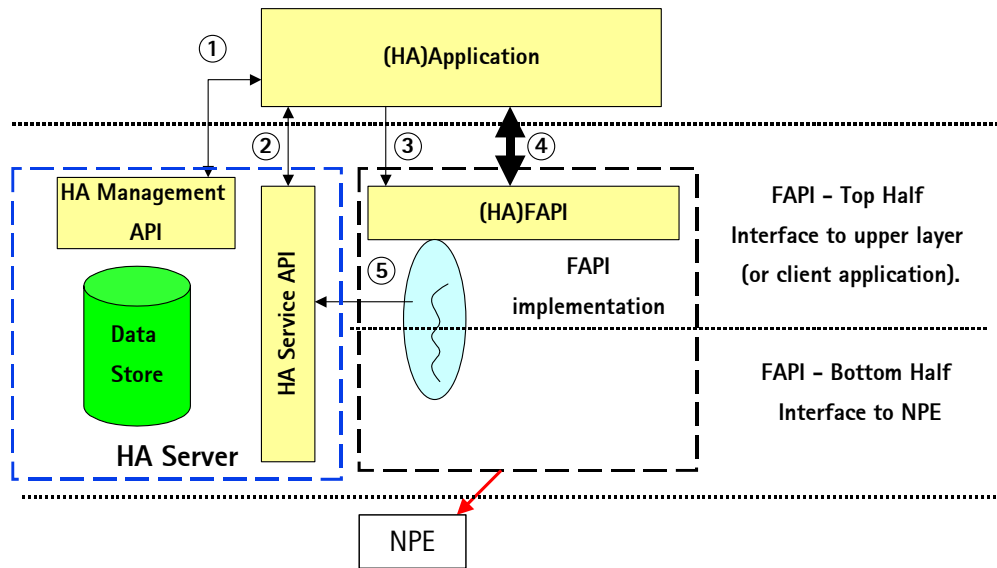 ①
(HA)Application
②
③
④
HA Management
API
(HA)FAPI
FAPI - Top Half
Interface to upper layer
(or client application).
⑤
FAPI
implementation
Data
Store
HA Service API
FAPI - Bottom Half
Interface to NPE
HA Server
NPE